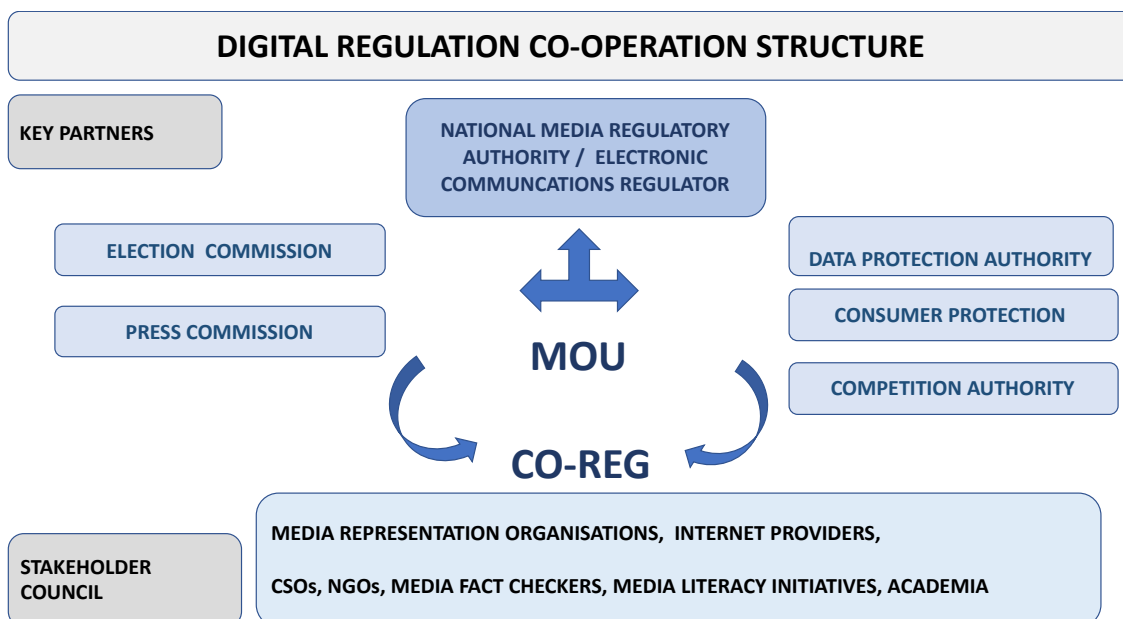 DIGITAL REGULATION CO-OPERATION STRUCTURE
KEY PARTNERS
NATIONAL MEDIA REGULATORY
AUTHORITY / ELECTRONIC
COMMUNCATIONS REGULATOR
ELECTION COMMISSION
PRESS COMMISSION
DATA PROTECTION AUTHORITY
CONSUMER PROTECTION
COMPETITION AUTHORITY
MOU
CO-REG
STAKEHOLDER
COUNCIL
MEDIA REPRESENTATION ORGANISATIONS, INTERNET PROVIDERS,
CSOs, NGOs, MEDIA FACT CHECKERS, MEDIA LITERACY INITIATIVES, ACADEMIA